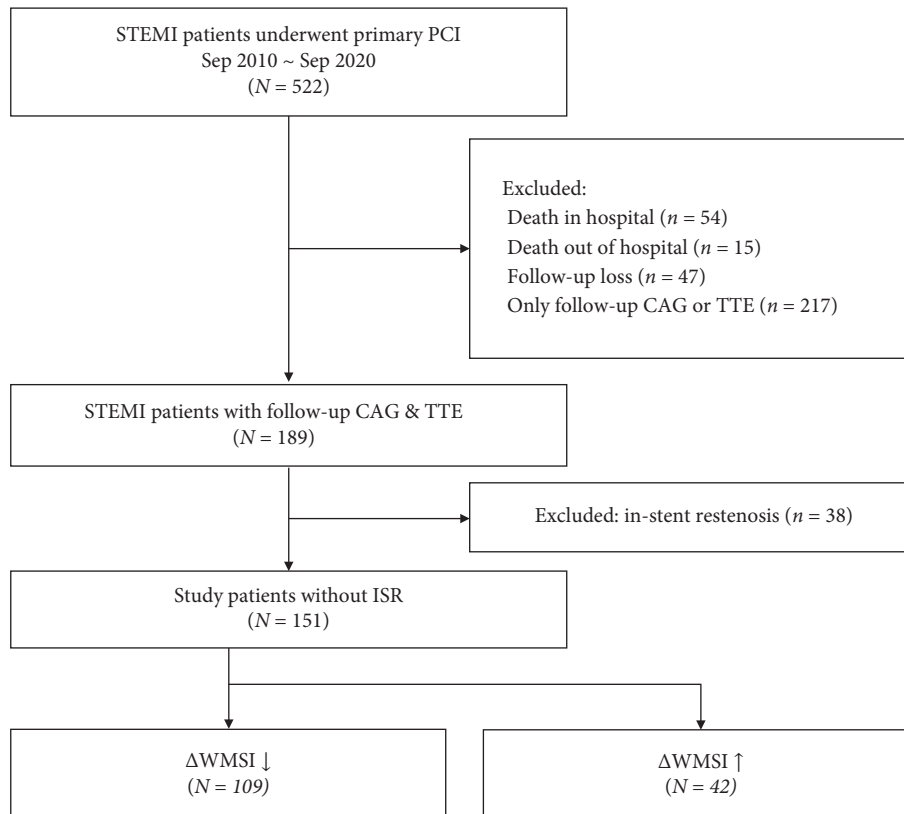 STEMI patients underwent primary PCI
Sep 2010 ~ Sep 2020
(N = 522)
Excluded:
Death in hospital (n = 54)
Death out of hospital (n = 15)
Follow-up loss (n = 47)
Only follow-up CAG or TTE (n = 217)
STEMI patients with follow-up CAG & TTE
(N = 189)
Excluded: in-stent restenosis (n = 38)
Study patients without ISR
(N = 151)
ΔWMSI ↓
(N = 109)
ΔWMSI ↑
(N = 42)